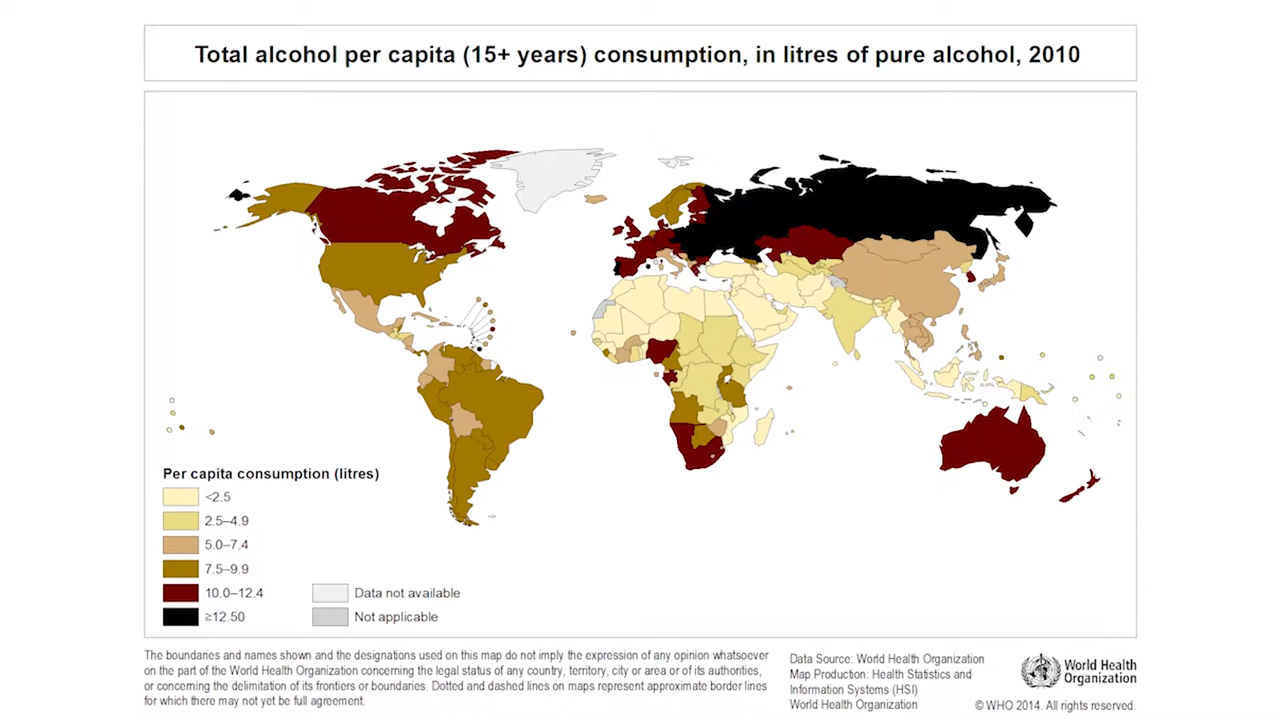 Total alcohol per capita (15+ years) consumption, in litres of pure alcohol, 2010
Per capita consumption (litres)
<2.5
2.5–4.9
5.0–7.4
7.5–9.9
10.0–12.4
≥12.50
Data not available
Not applicable
The boundaries and names shown and the designations used on this map do not imply the expression of any opinion whatsoever
on the part of the World Health Organization concerning the legal status of any country, territory, city or area or of its authorities,
or concerning the delimitation of its frontiers or boundaries. Dotted and dashed lines on maps represent approximate border lines
for which there may not yet be full agreement.
Data Source: World Health Organization
Map Production: Health Statistics and
Information Systems (HSI)
World Health Organization
World Health
Organization
© WHO 2014. All rights reserved.